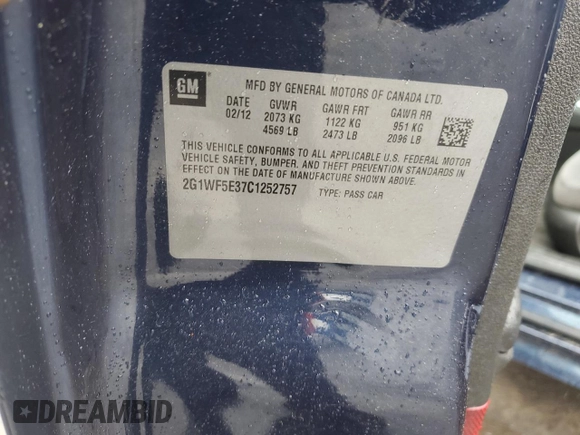 GM
MFD BY GENERAL MOTORS OF CANADA LTD.
DATE GVWR GAWR FRT GAWR RR
02/12 2073 KG 1122 KG 951 KG
4569 LB 2473 LB 2096 LB
THIS VEHICLE CONFORMS TO ALL APPLICABLE U.S. FEDERAL MOTOR
VEHICLE SAFETY, BUMPER, AND THEFT PREVENTION STANDARDS IN
EFFECT ON THE DATE OF MANUFACTURE SHOWN ABOVE.
2G1WF5E37C1252757 TYPE: PASS CAR
DREAMBID